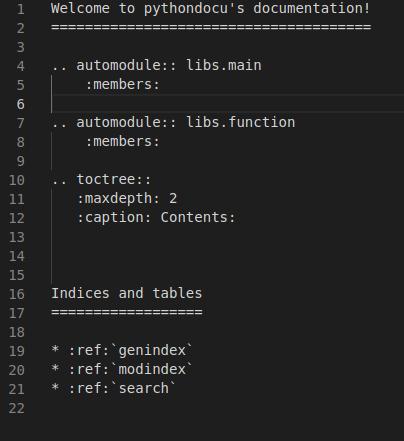 1 Welcome to pythondocu's documentation!
2 ======================================
3
4 .. automodule:: libs.main
5     :members:
6
7 .. automodule:: libs.function
8     :members:
9
10 .. toctree::
11    :maxdepth: 2
12    :caption: Contents:
13
14
15
16 Indices and tables
17 ==================
18
19 * :ref:`genindex`
20 * :ref:`modindex`
21 * :ref:`search`
22